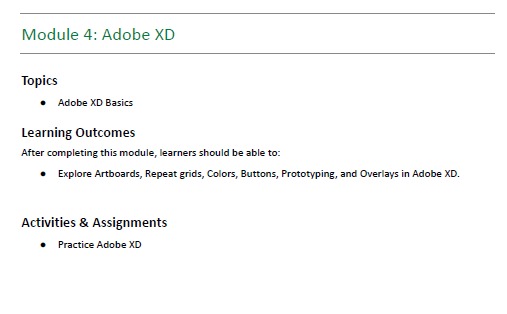 Module 4: Adobe XD
Topics
● Adobe XD Basics
Learning Outcomes
After completing this module, learners should be able to:
● Explore Artboards, Repeat grids, Colors, Buttons, Prototyping, and Overlays in Adobe XD.
Activities & Assignments
● Practice Adobe XD